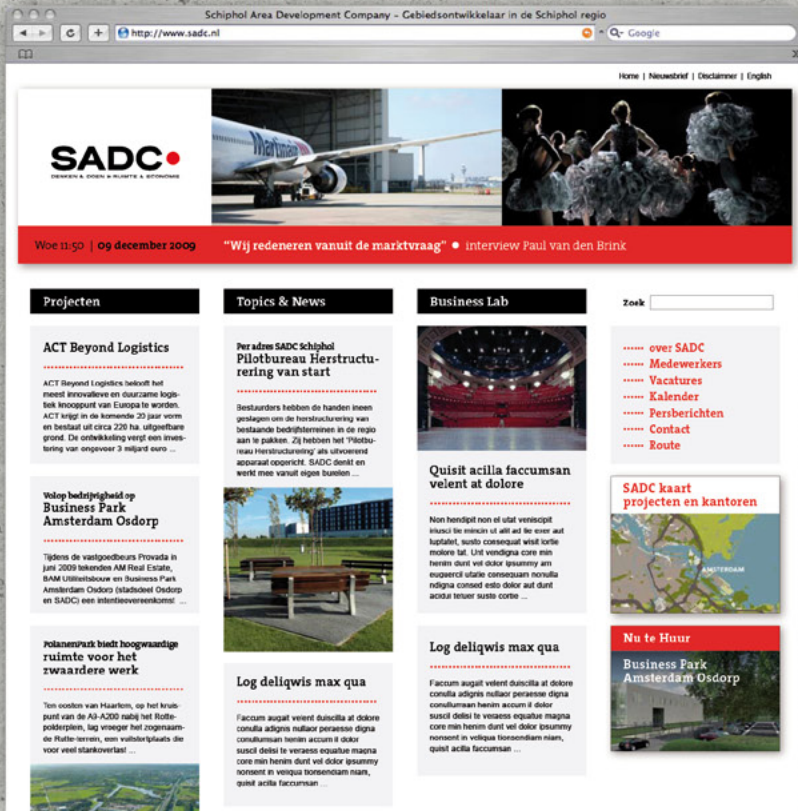 Schiphol Area Development Company – Gebiedsontwikkelaar in de Schiphol regio
http://www.sadc.nl
Google
Home | Nieuwsbrief | Disclaimner | English
SADC
DENKEN & DOEN IN RUIMTE & ECONOMIE
Martinair
Woe 11:50 | 09 december 2009 "Wij redeneren vanuit de marktvraag" ● interview Paul van den Brink
Projecten
ACT Beyond Logistics
ACT Beyond Logistics belooft het
meest innovatieve en duurzame logis-
tiek knooppunt van Europa te worden.
ACT krijgt in de komende 20 jaar vorm
en bestaat uit circa 220 ha. uitgeefbare
grond. De ontwikkeling vergt een inves-
tering van ongeveer 3 miljard euro ...
Volop bedrijvigheid op
Business Park
Amsterdam Osdorp
Tijdens de vastgoedbeurs Provada in
juni 2009 tekenden AM Real Estate,
BAM Utiliteitsbouw en Business Park
Amsterdam Osdorp (stadsdeel Osdorp
en SADC) een intentieovereenkomst ...
PolanenPark biedt hoogwaardige
ruimte voor het
zwaardere werk
Ten oosten van Haarlem, op het kruis-
punt van de A9-A200 nabij het Rotte-
polderplein, lag vroeger het zogenaam-
de Rutte-terrein, een vuilstortplaats die
voor veel stankoverlast ...
Topics & News
Per adres SADC Schiphol
Pilotbureau Herstructu-
rering van start
Bestuurders hebben de handen ineen
geslagen om de herstructurering van
bestaande bedrijfsterreinen in de regio
aan te pakken. Zij hebben het 'Pilotbu-
reau Herstructurering' als uitvoerend
apparaat opgericht. SADC denkt en
werkt mee vanuit eigen burelen ...
Log deliqwis max qua
Faccum augait velent duiscilla at dolore
conulla adignis nullaor peraesse digna
conullumsan henim accum il dolor
suscil delisi te veraess equatue magna
core min henim dunt vel dolor ipsummy
nonsent in veliqua tionsendiam niam,
quisit acilla faccumsan ...
Business Lab
Quisit acilla faccumsan
velent at dolore
Non hendipit non el utat veniscipit
iriusci tie mincin ut alit ad tie exer aut
luptatet, susto consequat wisit lortie
molore tat. Unt vendigna core min
henim dunt vel dolor ipsummy am
euguercil utatie consequam nonulla
ndigna consed esto dolor aut dunt
acidui tetuer susto cortie ...
Log deliqwis max qua
Faccum augait velent duiscilla at dolore
conulla adignis nullaor peraesse digna
conullumsan henim accum il dolor
suscil delisi te veraess equatue magna
core min henim dunt vel dolor ipsummy
nonsent in veliqua tionsendiam niam,
quisit acilla faccumsan ...
Zoek
over SADC
Medewerkers
Vacatures
Kalender
Persberichten
Contact
Route
SADC kaart
projecten en kantoren
AMSTERDAM
Nu te Huur
Business Park
Amsterdam Osdorp